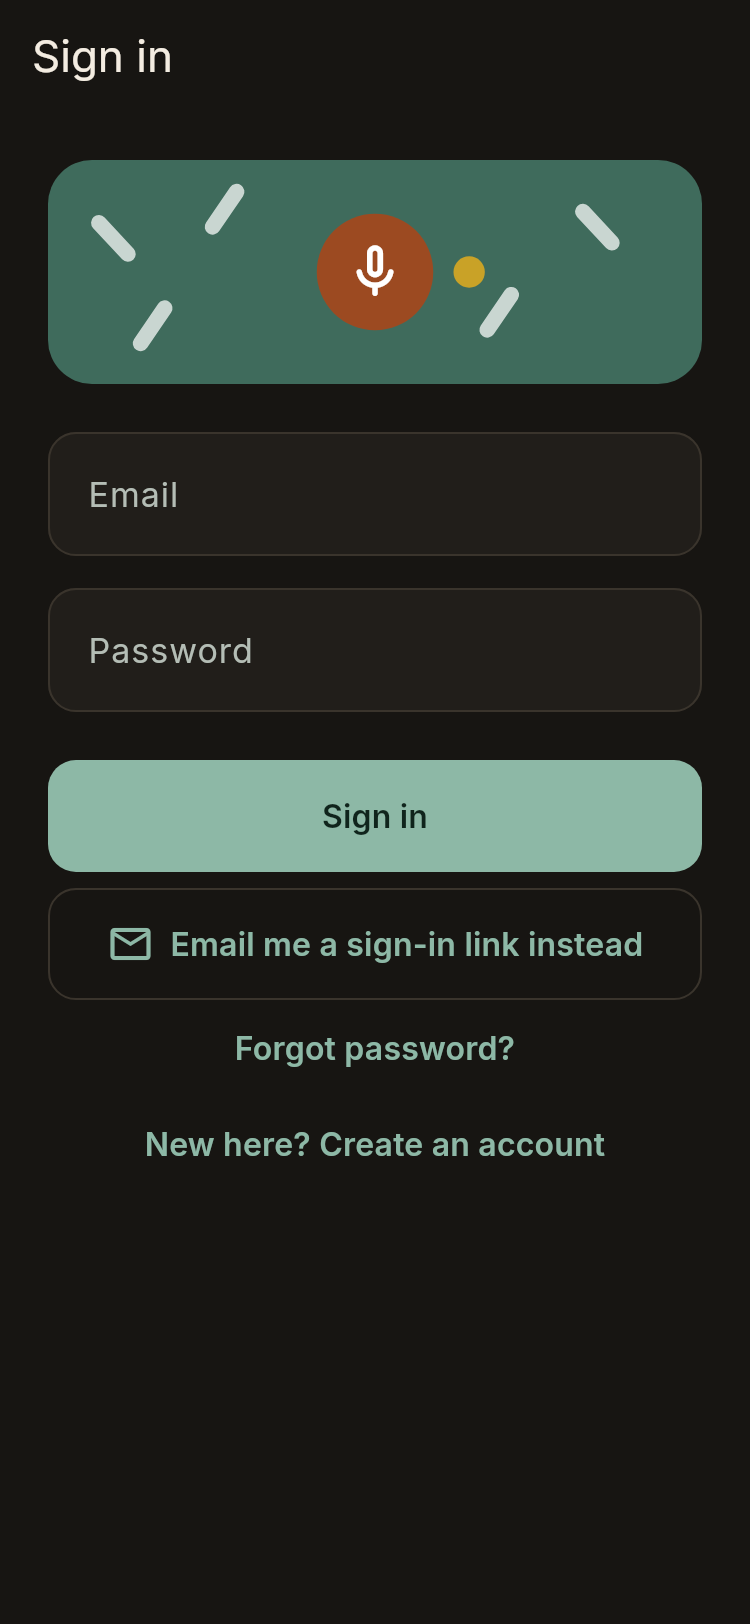 Sign in
Email
Password
Sign in
Email me a sign-in link instead
Forgot password?
New here? Create an account